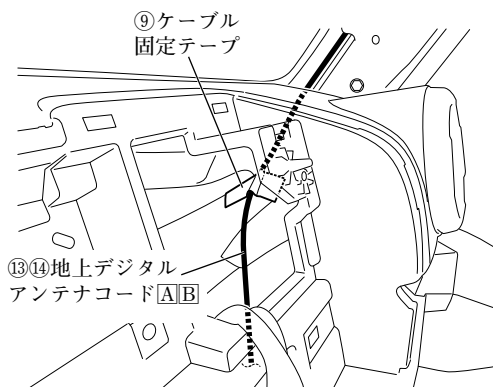 ⑨ケーブル
固定テープ
⑬⑭地上デジタル
アンテナコードAB